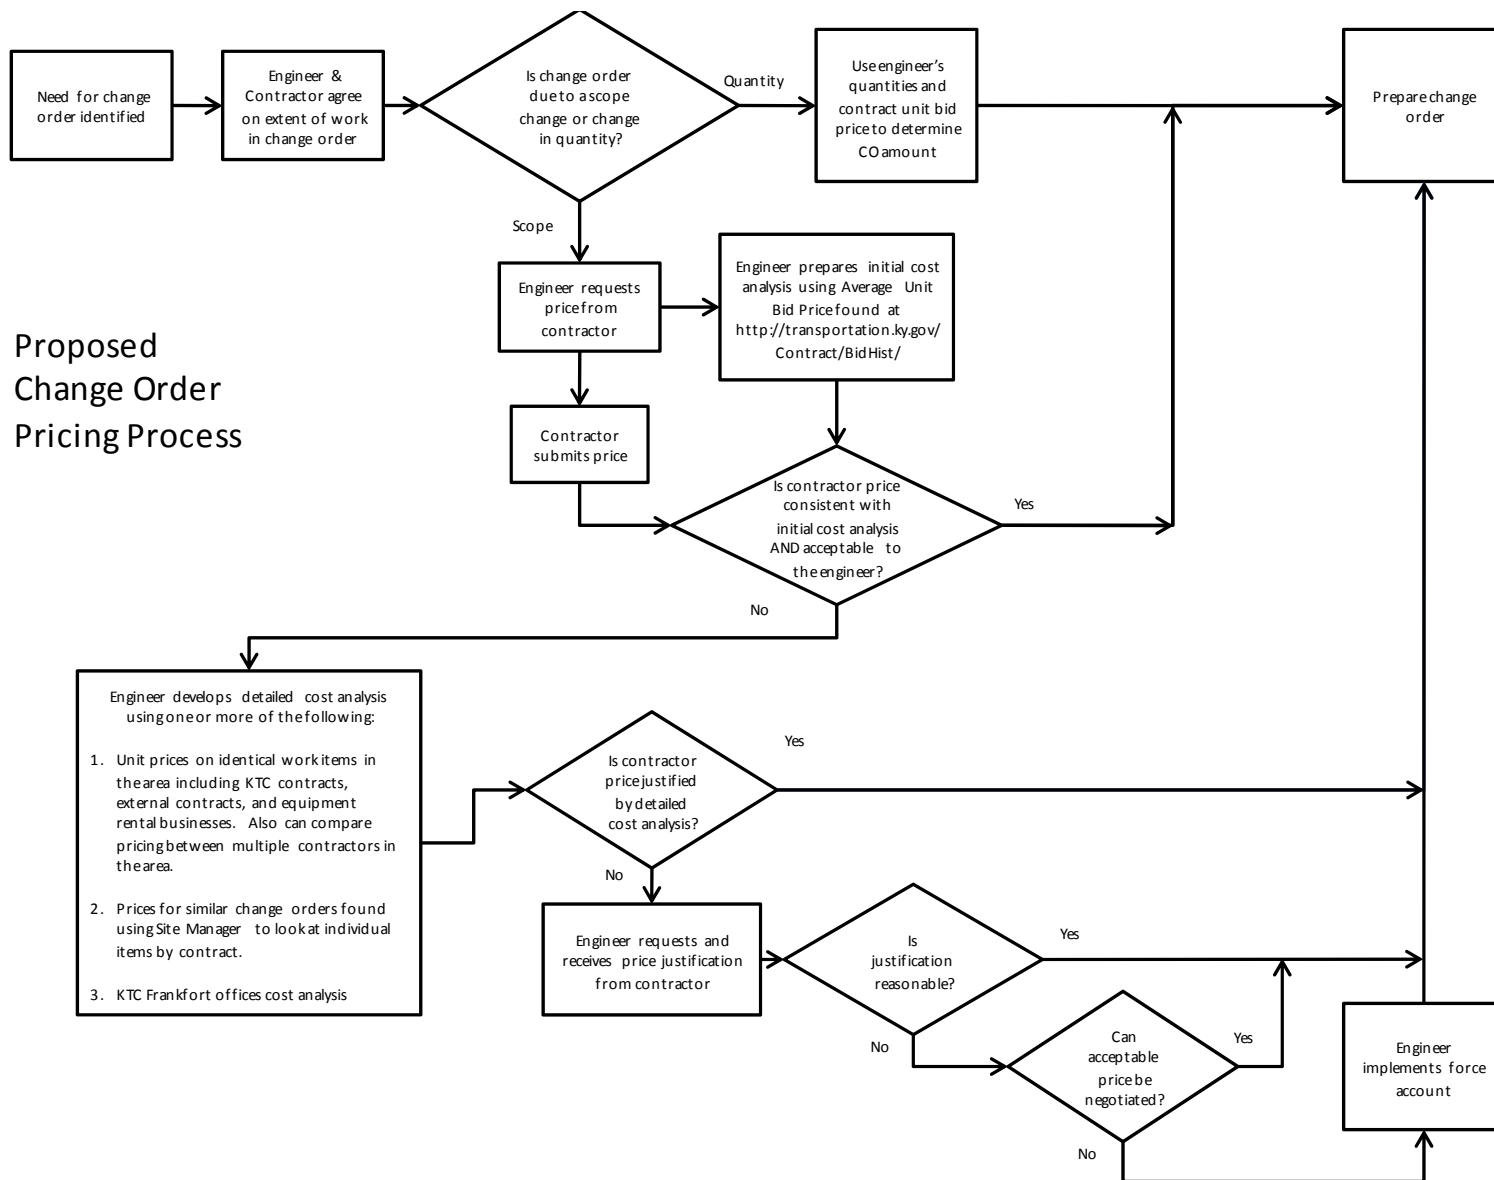 Need for change
order identified
Engineer &
Contractor agree
on extent of work
in change order
Is change order
due to a scope
change or change
in quantity?
Quantity
Use engineer's
quantities and
contract unit bid
price to determine
CO amount
Prepare change
order
Scope
Engineer requests
price from
contractor
Engineer prepares initial cost
analysis using Average Unit
Bid Price found at
http://transportation.ky.gov/
Contract/BidHist/
Proposed
Change Order
Pricing Process
Contractor
submits price
Is contractor price
consistent with
initial cost analysis
AND acceptable to
the engineer?
Yes
No
Engineer develops detailed cost analysis
using one or more of the following:
1. Unit prices on identical work items in
the area including KTC contracts,
external contracts, and equipment
rental businesses. Also can compare
pricing between multiple contractors in
the area.
2. Prices for similar change orders found
using Site Manager to look at individual
items by contract.
3. KTC Frankfort offices cost analysis
Is contractor
price justified
by detailed
cost analysis?
Yes
No
Engineer requests and
receives price justification
from contractor
Is
justification
reasonable?
Yes
No
Can
acceptable
price be
negotiated?
Yes
No
Engineer
implements force
account